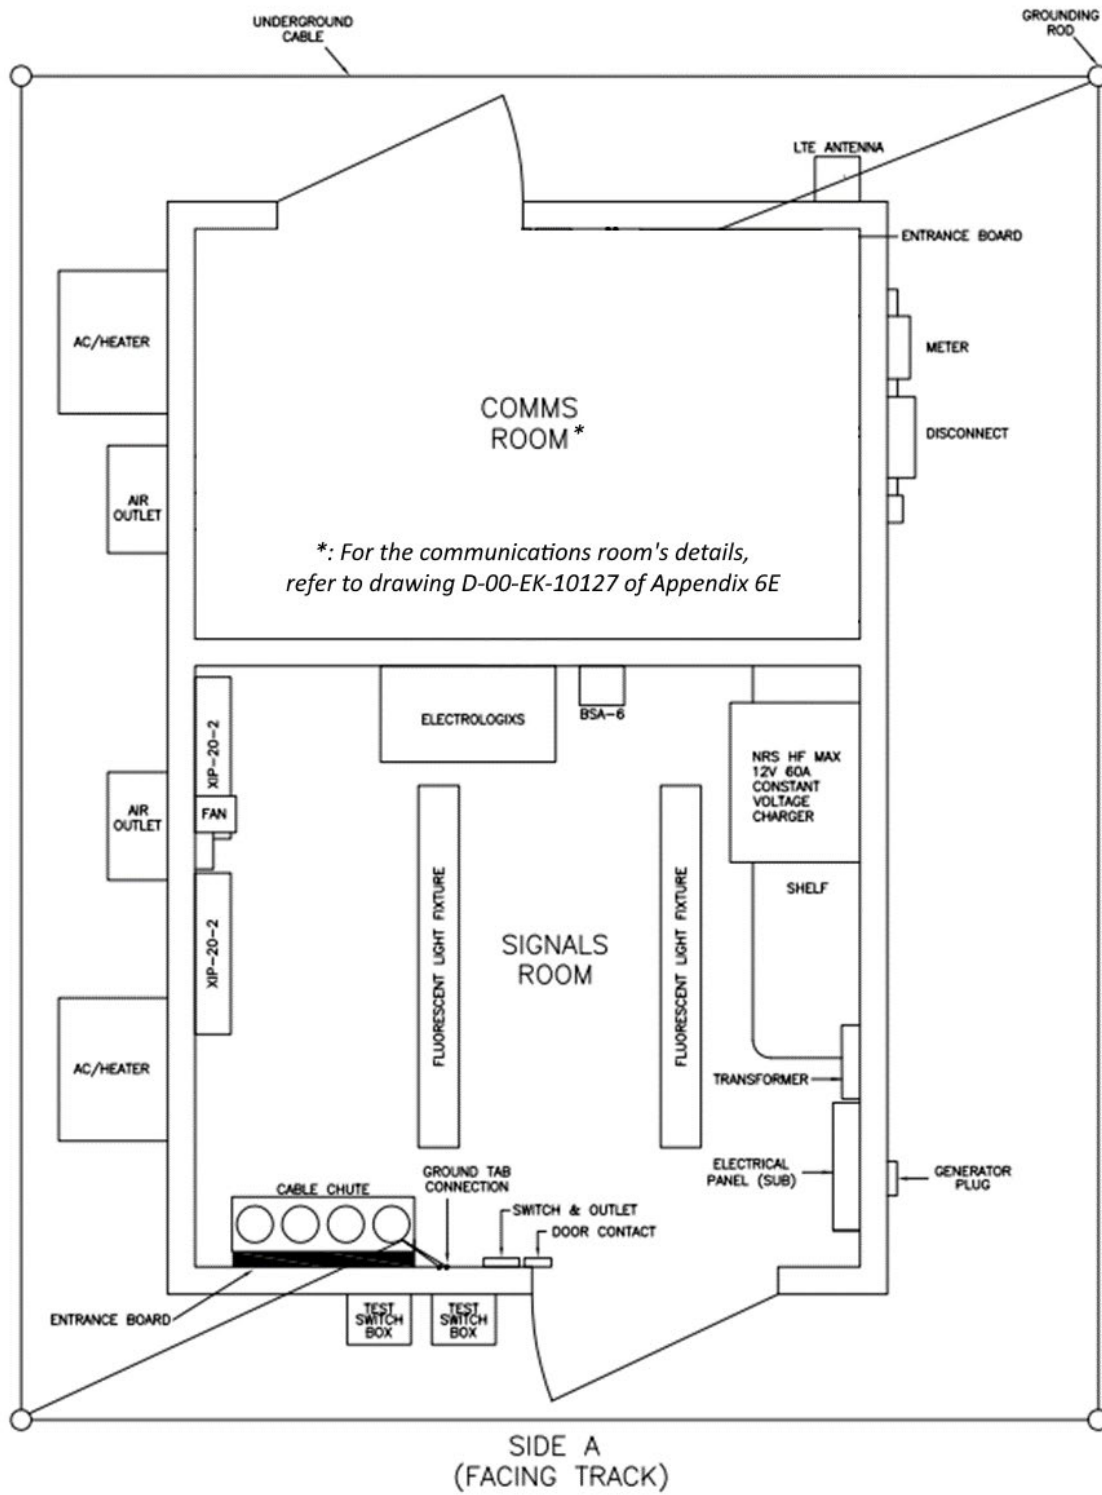 UNDERGROUND
CABLE
GROUNDING
ROD
LTE ANTENNA
ENTRANCE BOARD
AC/HEATER
METER
COMMS
ROOM*
DISCONNECT
AIR
OUTLET
*: For the communications room's details,
refer to drawing D-00-EK-10127 of Appendix 6E
ELECTROLOGIXS
BSA-6
XIP-20-2
NRS HF MAX
12V 60A
CONSTANT
VOLTAGE
CHARGER
FAN
AIR
OUTLET
SHELF
FLUORESCENT LIGHT FIXTURE
FLUORESCENT LIGHT FIXTURE
XIP-20-2
SIGNALS
ROOM
AC/HEATER
TRANSFORMER
ELECTRICAL
PANEL (SUB)
GENERATOR
PLUG
GROUND TAB
CONNECTION
CABLE CHUTE
SWITCH & OUTLET
DOOR CONTACT
ENTRANCE BOARD
TEST
SWITCH
BOX
TEST
SWITCH
BOX
SIDE A
(FACING TRACK)